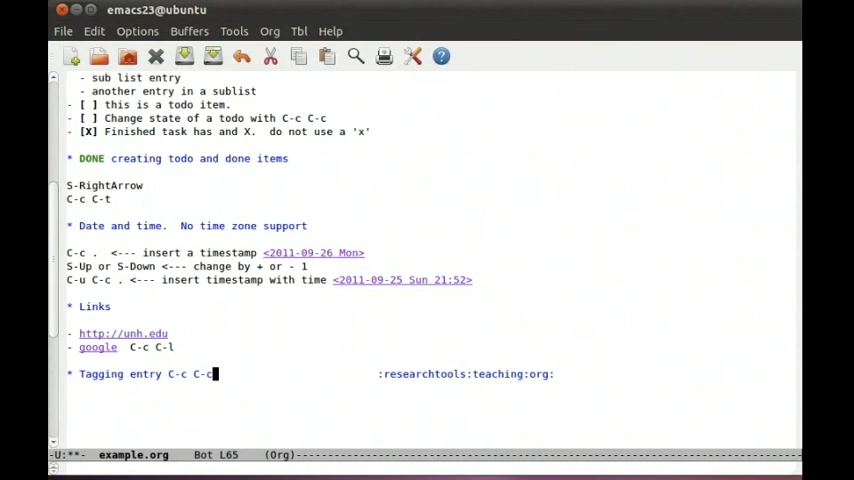 emacs23@ubuntu
File Edit Options Buffers Tools Org Tbl Help
- sub list entry
- another entry in a sublist
- [ ] this is a todo item.
- [ ] Change state of a todo with C-c C-c
- [X] Finished task has and X.  do not use a 'x'
* DONE creating todo and done items
S-RightArrow
C-c C-t
* Date and time.  No time zone support
C-c .  <--- insert a timestamp <2011-09-26 Mon>
S-Up or S-Down <--- change by + or - 1
C-u C-c . <--- insert timestamp with time <2011-09-25 Sun 21:52>
* Links
- http://unh.edu
- google  C-c C-l
* Tagging entry C-c C-c :researchtools:teaching:org:
-U:**-  example.org    Bot L65    (Org)